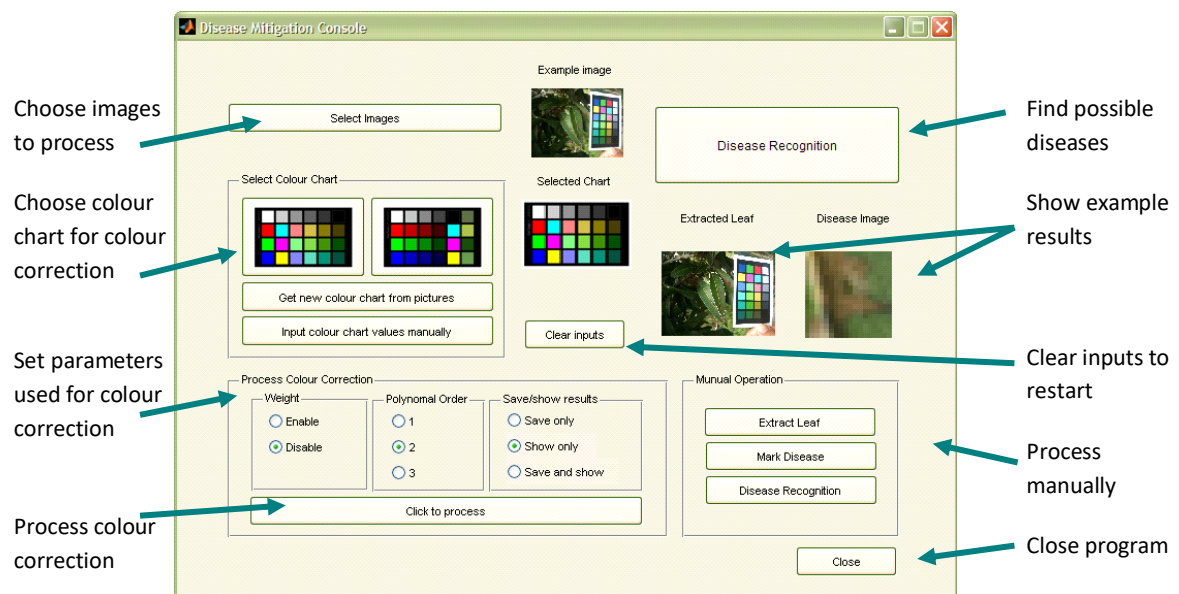 Disease Mitigation Console
Choose images
to process
Choose colour
chart for colour
correction
Set parameters
used for colour
correction
Process colour
correction
Select Images
Example image
Disease Recognition
Select Colour Chart
Selected Chart
Get new colour chart from pictures
Input colour chart values manually
Extracted Leaf
Disease Image
Clear inputs
Process Colour Correction
Weight
Enable
Disable
Polynomal Order
1
2
3
Save/show results
Save only
Show only
Save and show
Click to process
Munual Operation
Extract Leaf
Mark Disease
Disease Recognition
Close
Find possible
diseases
Show example
results
Clear inputs to
restart
Process
manually
Close program